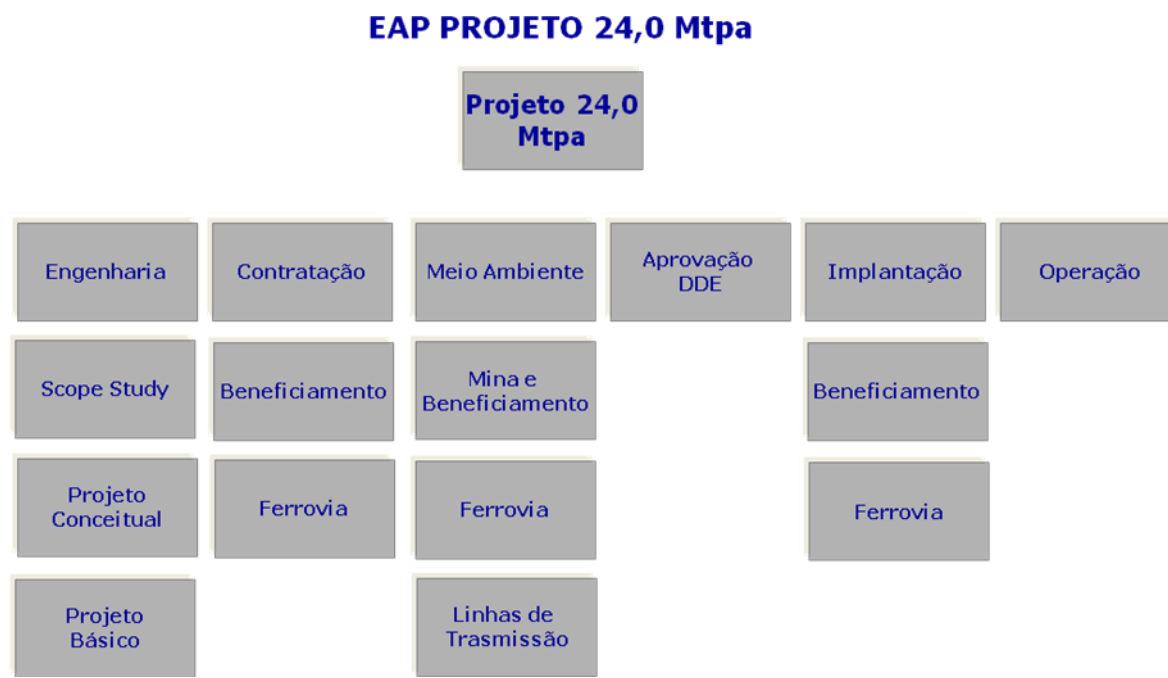 EAP PROJETO 24,0 Mtpa
Projeto 24,0
Mtpa
Engenharia
Contratação
Meio Ambiente
Aprovação
DDE
Implantação
Operação
Scope Study
Beneficiamento
Mina e
Beneficiamento
Beneficiamento
Projeto
Conceitual
Ferrovia
Ferrovia
Ferrovia
Projeto
Básico
Linhas de
Trasmissão